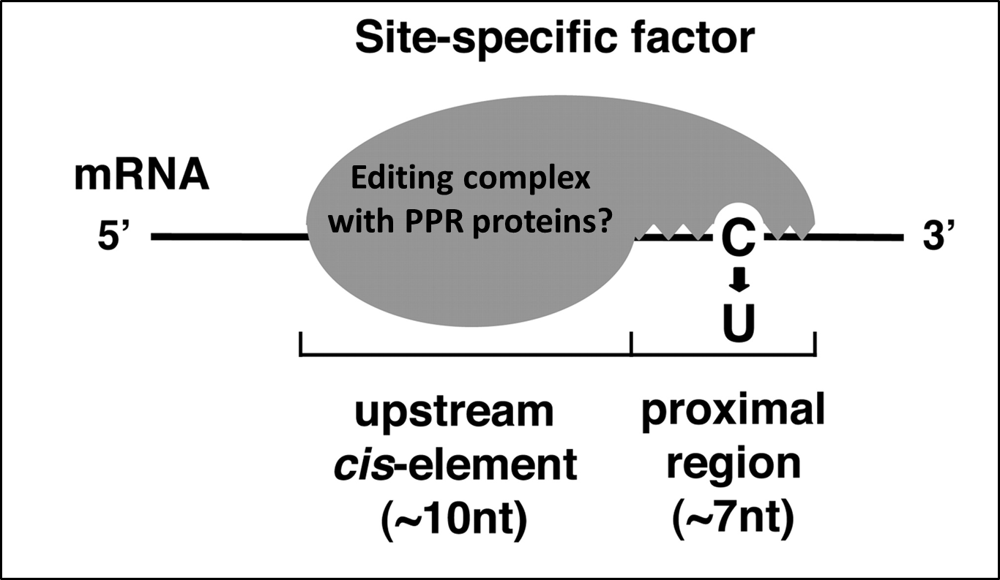 Site-specific factor
mRNA
Editing complex
with PPR proteins?
5’
C
3’
U
upstream
cis-element
(~10nt)
proximal
region
(~7nt)